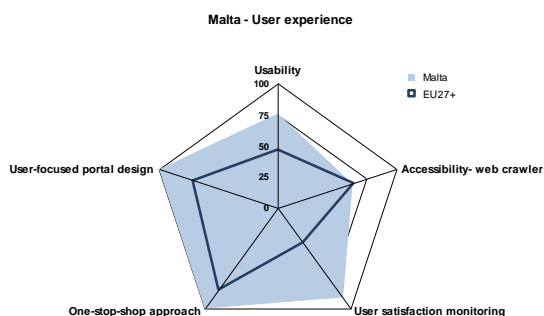 Malta - User experience
Usability
100
75
50
25
0
Malta
EU27+
User-focused portal design
Accessibility- web crawler
One-stop-shop approach
User satisfaction monitoring